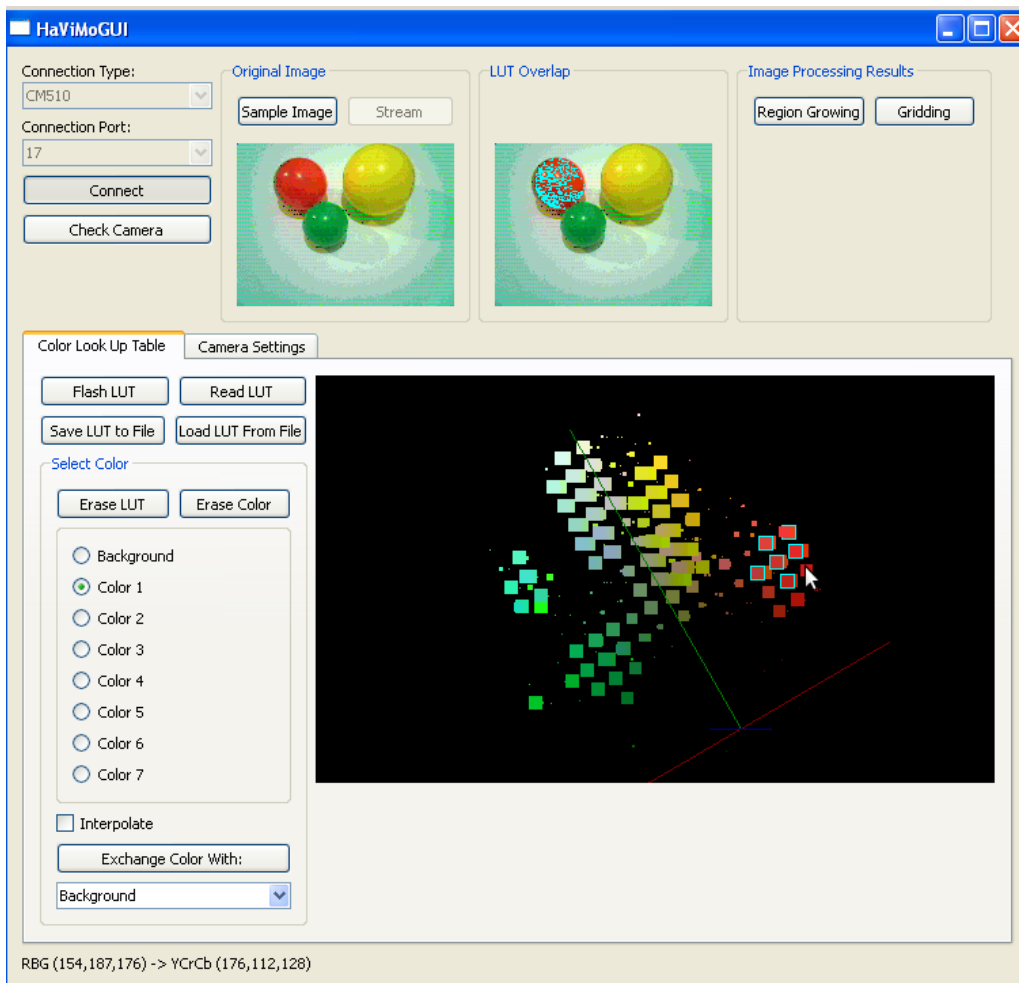 HaViMoGUI
Connection Type:
CM510
Connection Port:
17
Connect
Check Camera
Original Image
Sample Image
Stream
LUT Overlap
Image Processing Results
Region Growing
Gridding
Color Look Up Table
Camera Settings
Flash LUT
Read LUT
Save LUT to File
Load LUT From File
Select Color
Erase LUT
Erase Color
Background
Color 1
Color 2
Color 3
Color 4
Color 5
Color 6
Color 7
Interpolate
Exchange Color With:
Background
RBG (154,187,176) -> YCrCb (176,112,128)